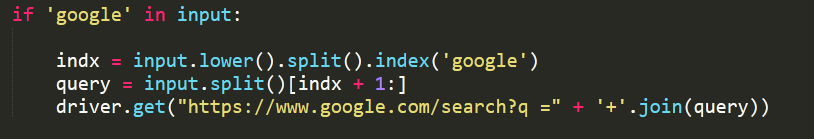 if 'google' in input:
indx = input.lower().split().index('google')
query = input.split()[indx + 1:]
driver.get("https://www.google.com/search?q =" + '+'.join(query))